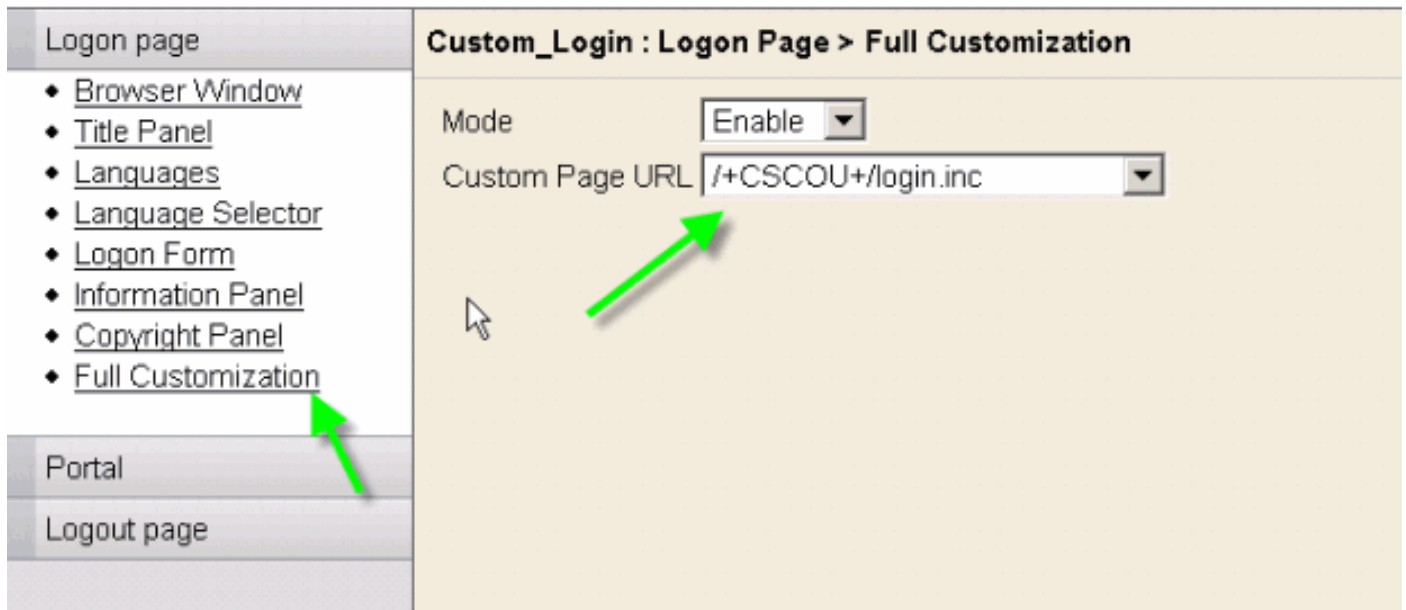 Logon page
Browser Window
Title Panel
Languages
Language Selector
Logon Form
Information Panel
Copyright Panel
Full Customization
Portal
Logout page
Custom_Login : Logon Page > Full Customization
Mode Enable
Custom Page URL /+CSCOU+/login.inc